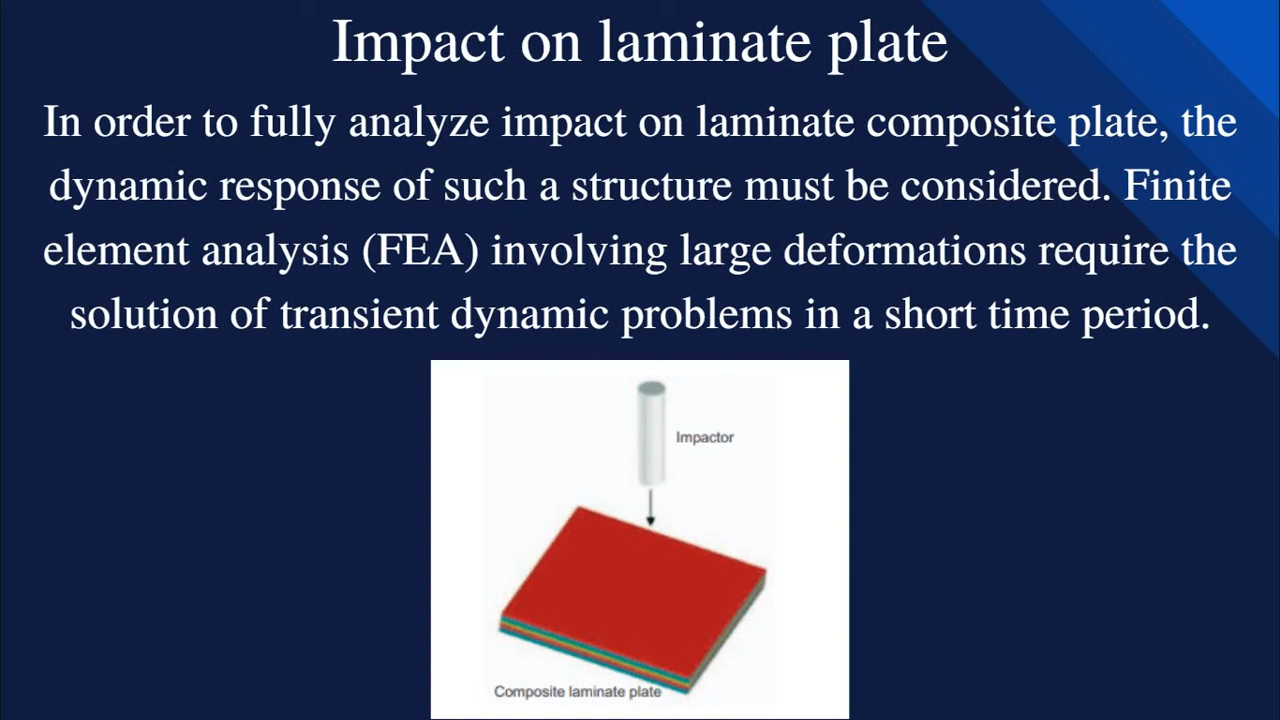 Impact on laminate plate
In order to fully analyze impact on laminate composite plate, the
dynamic response of such a structure must be considered. Finite
element analysis (FEA) involving large deformations require the
solution of transient dynamic problems in a short time period.
Impactor
Composite laminate plate